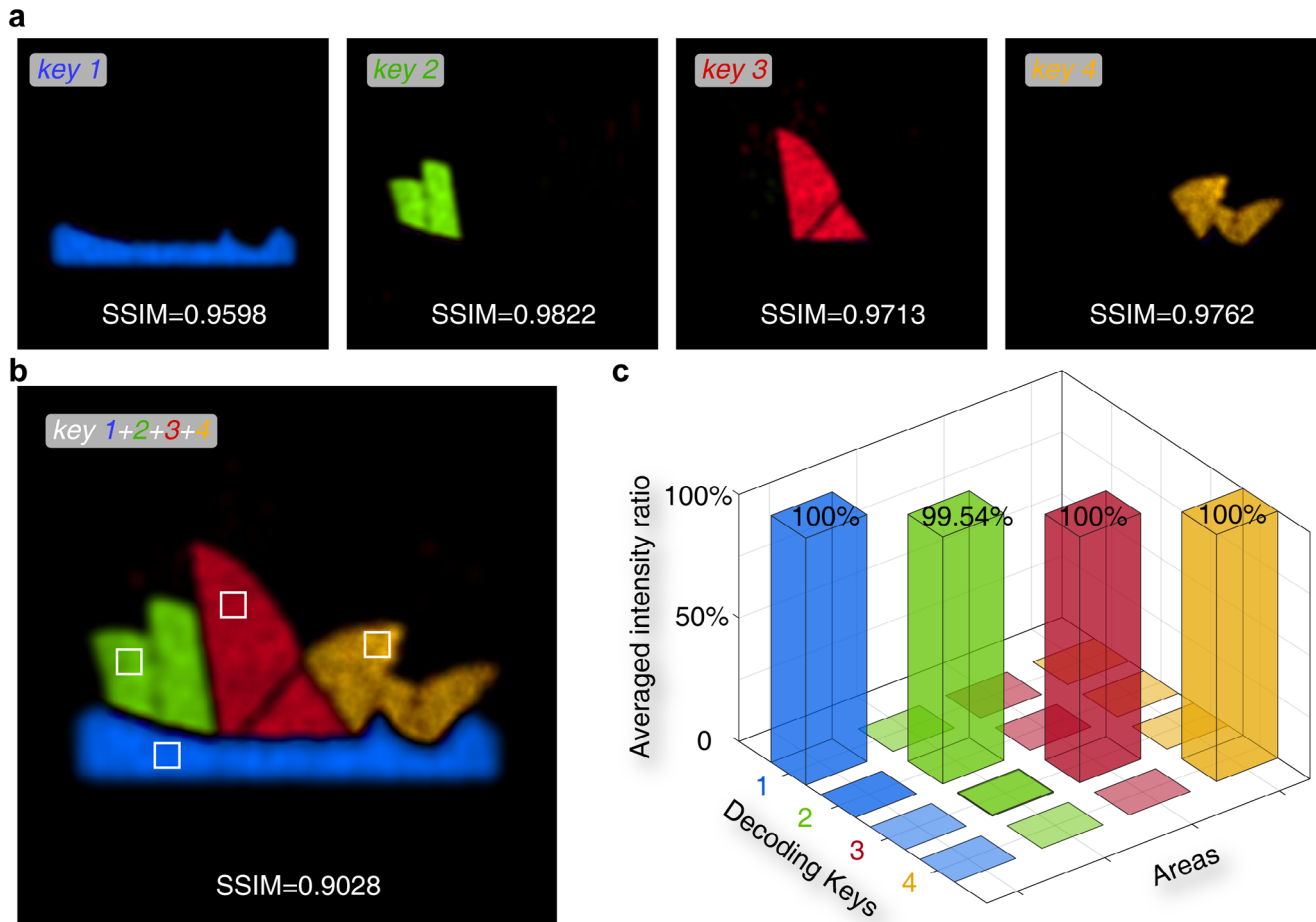 a
key 1
SSIM=0.9598
key 2
SSIM=0.9822
key 3
SSIM=0.9713
key 4
SSIM=0.9762
b
key 1+2+3+4
SSIM=0.9028
c
Averaged intensity ratio
100%
50%
0
100%
99.54%
100%
100%
1
2
3
4
Decoding Keys
Areas